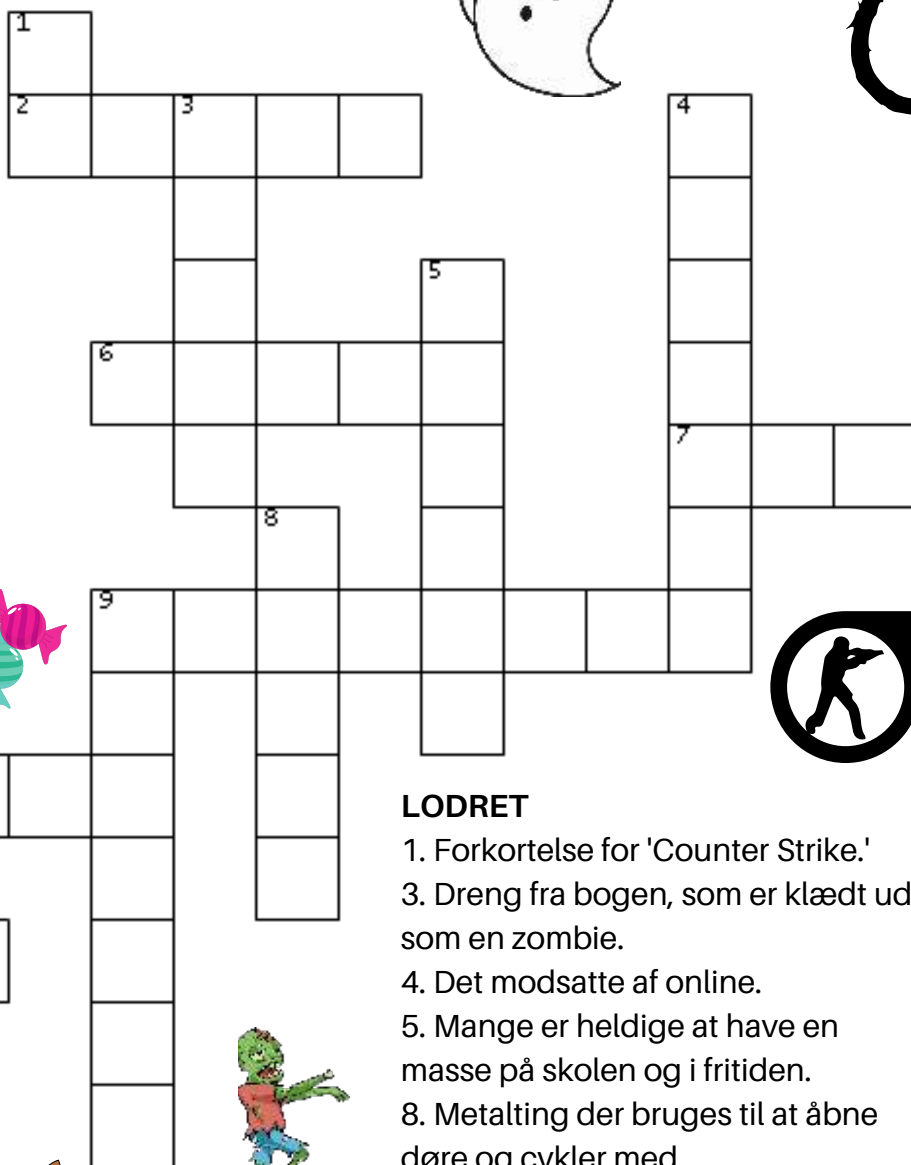 1
2 3 4
5
6
7
8
9
LODRET
1. Forkortelse for 'Counter Strike.'
3. Dreng fra bogen, som er klædt ud
som en zombie.
4. Det modsatte af online.
5. Mange er heldige at have en
masse på skolen og i fritiden.
8. Metalting der bruges til at åbne
døre og cykler med